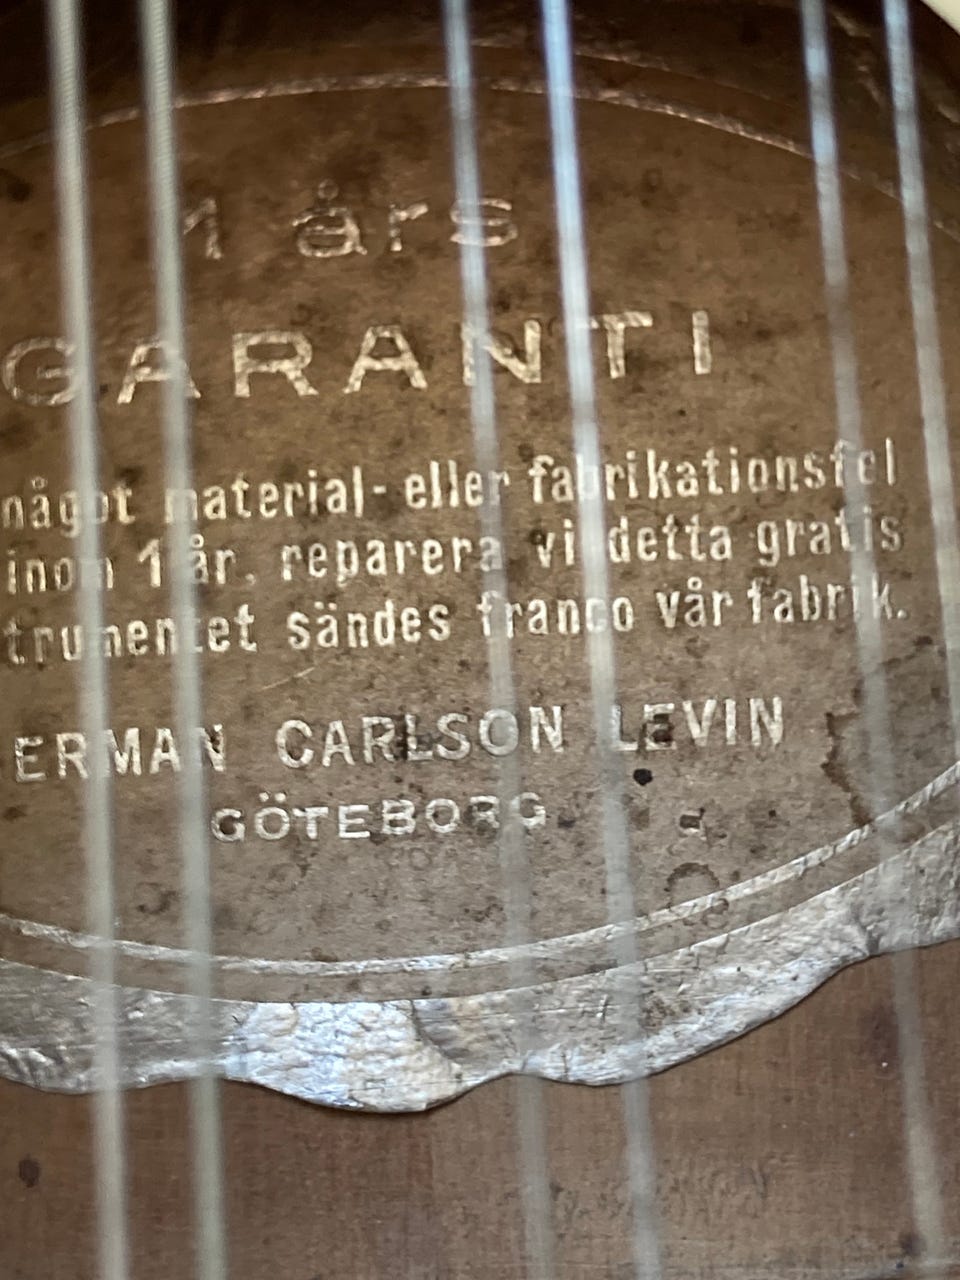 1 års
GARANTI
något material- eller fabrikationsfel
inom 1 år, reparera vi detta gratis
trumentet sändes franco vår fabrik.
ERMAN CARLSON LEVIN
GÖTEBORG